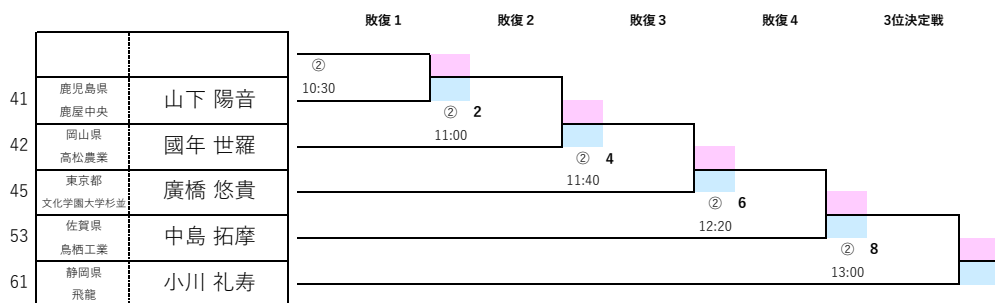 敗復 1 敗復 2 敗復 3 敗復 4 3位決定戦
②
10:30
41 鹿児島県 鹿屋中央 山下 陽音
② 2
11:00
42 岡山県 高松農業 國年 世羅
② 4
11:40
45 東京都 文化学園大学杉並 廣橋 悠貴
② 6
12:20
53 佐賀県 鳥栖工業 中島 拓摩
② 8
13:00
61 静岡県 飛龍 小川 礼寿